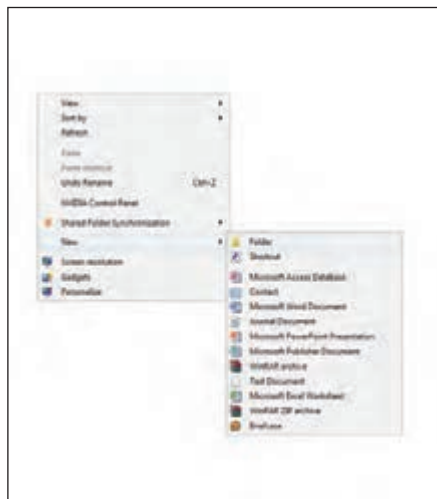 View
Sort by
Refresh
Paste
Paste shortcut
Undo Rename Ctrl+Z
NVIDIA Control Panel
Shared Folder Synchronization
New
Screen resolution
Gadgets
Personalize
Folder
Shortcut
Microsoft Access Database
Contact
Microsoft Word Document
Journal Document
Microsoft PowerPoint Presentation
Microsoft Publisher Document
WinRAR archive
Text Document
Microsoft Excel Worksheet
WinRAR ZIP archive
Briefcase